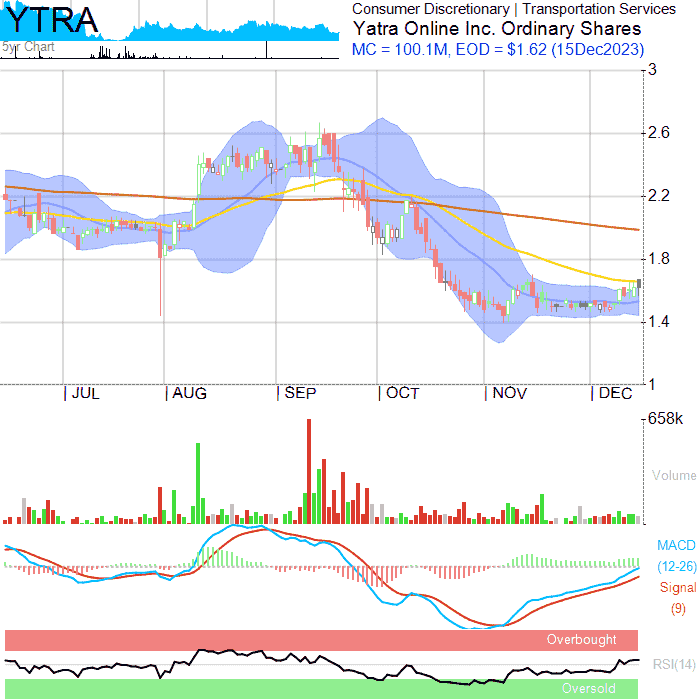 YTRA
5yr Chart
Consumer Discretionary | Transportation Services
Yatra Online Inc. Ordinary Shares
MC = 100.1M, EOD = $1.62 (15Dec2023)
3
2.6
2.2
1.8
1.4
1
JUL AUG SEP OCT NOV DEC
658k
Volume
MACD
(12-26)
Signal
(9)
Overbought
RSI(14)
Oversold